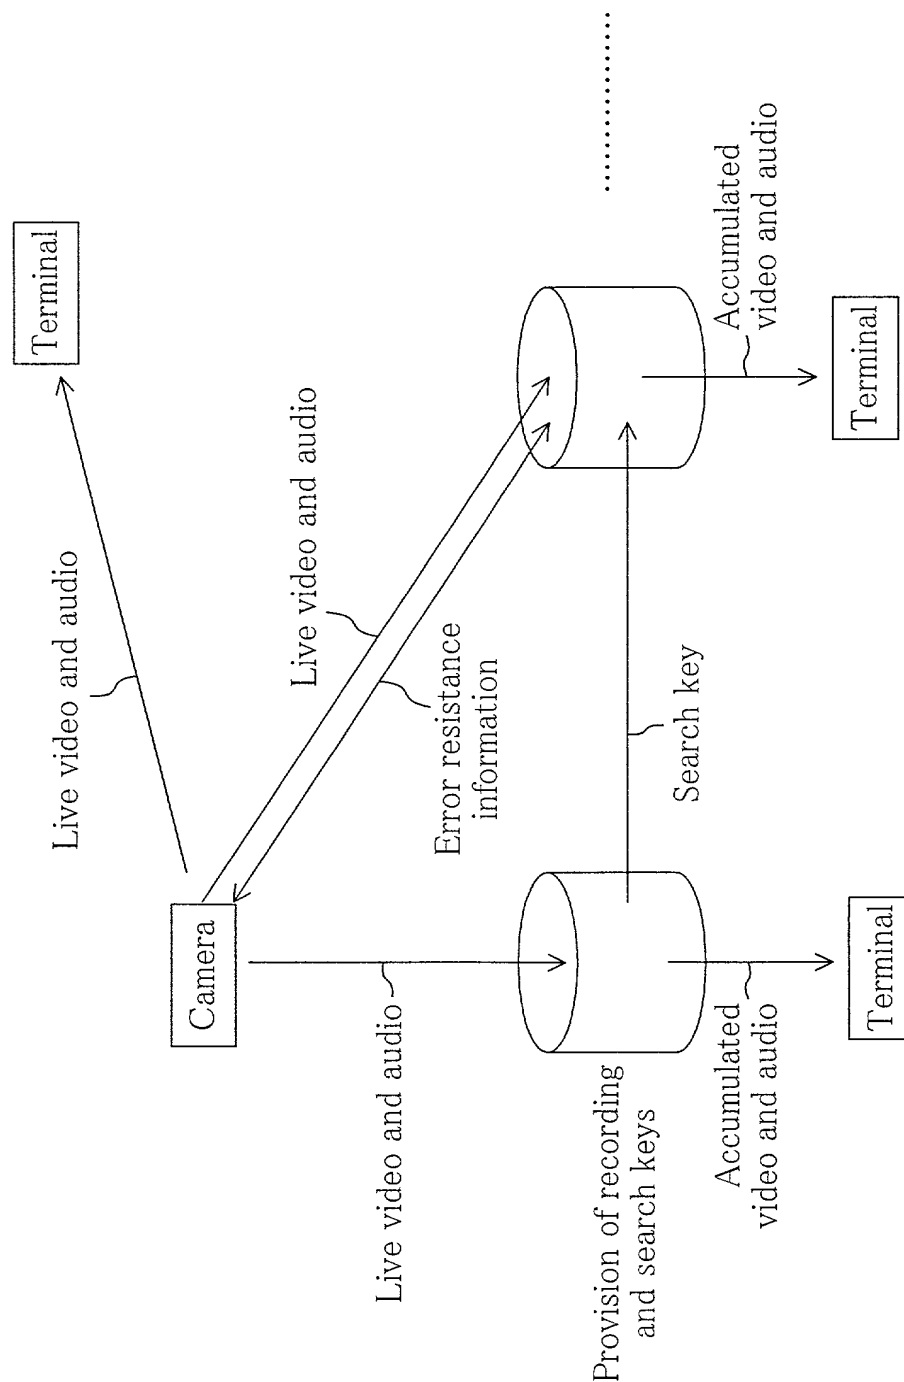 Terminal
Live video and audio
Camera
Live video and audio
Live video and audio
Error resistance
information
Provision of recording
and search keys
Search key
Accumulated
video and audio
Accumulated
video and audio
Terminal
Terminal